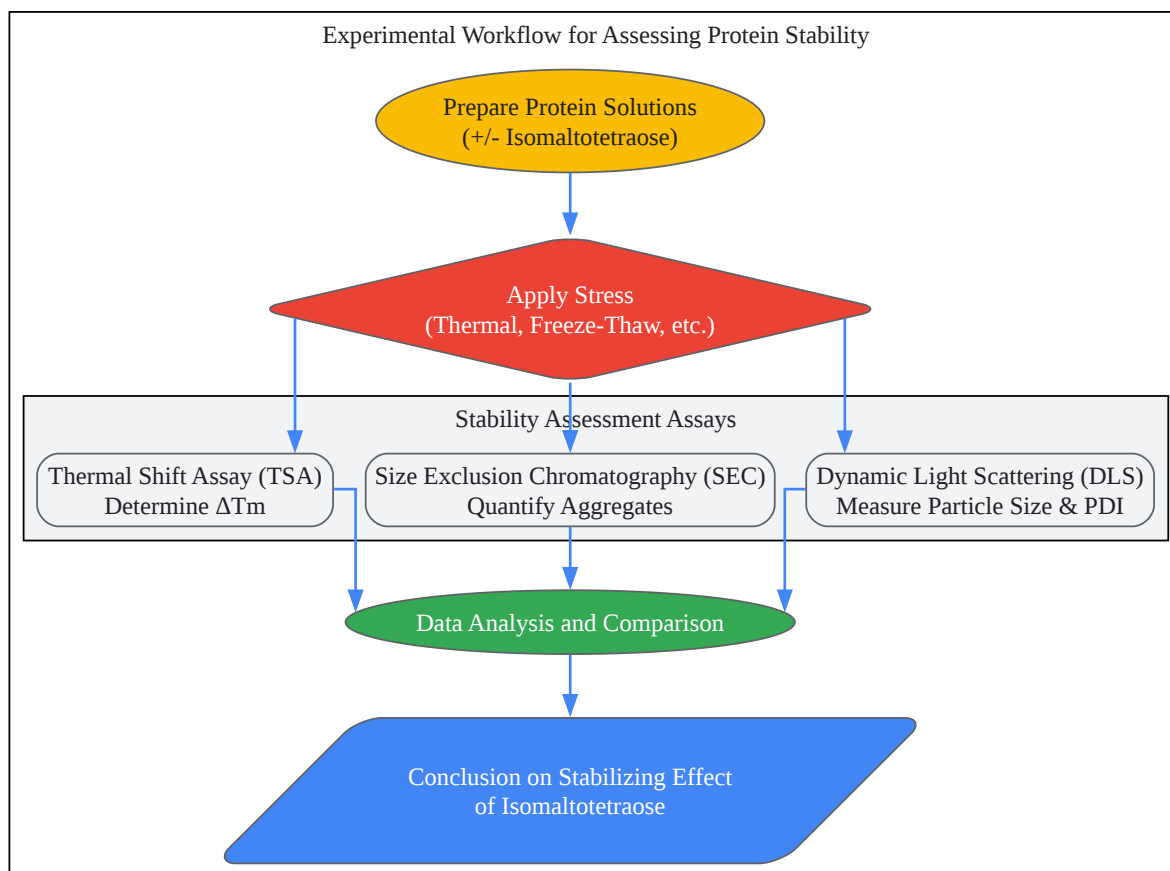 Experimental Workflow for Assessing Protein Stability
Prepare Protein Solutions
(+/- Isomaltotetraose)
Apply Stress
(Thermal, Freeze-Thaw, etc.)
Stability Assessment Assays
Thermal Shift Assay (TSA)
Determine ΔTm
Size Exclusion Chromatography (SEC)
Quantify Aggregates
Dynamic Light Scattering (DLS)
Measure Particle Size & PDI
Data Analysis and Comparison
Conclusion on Stabilizing Effect
of Isomaltotetraose